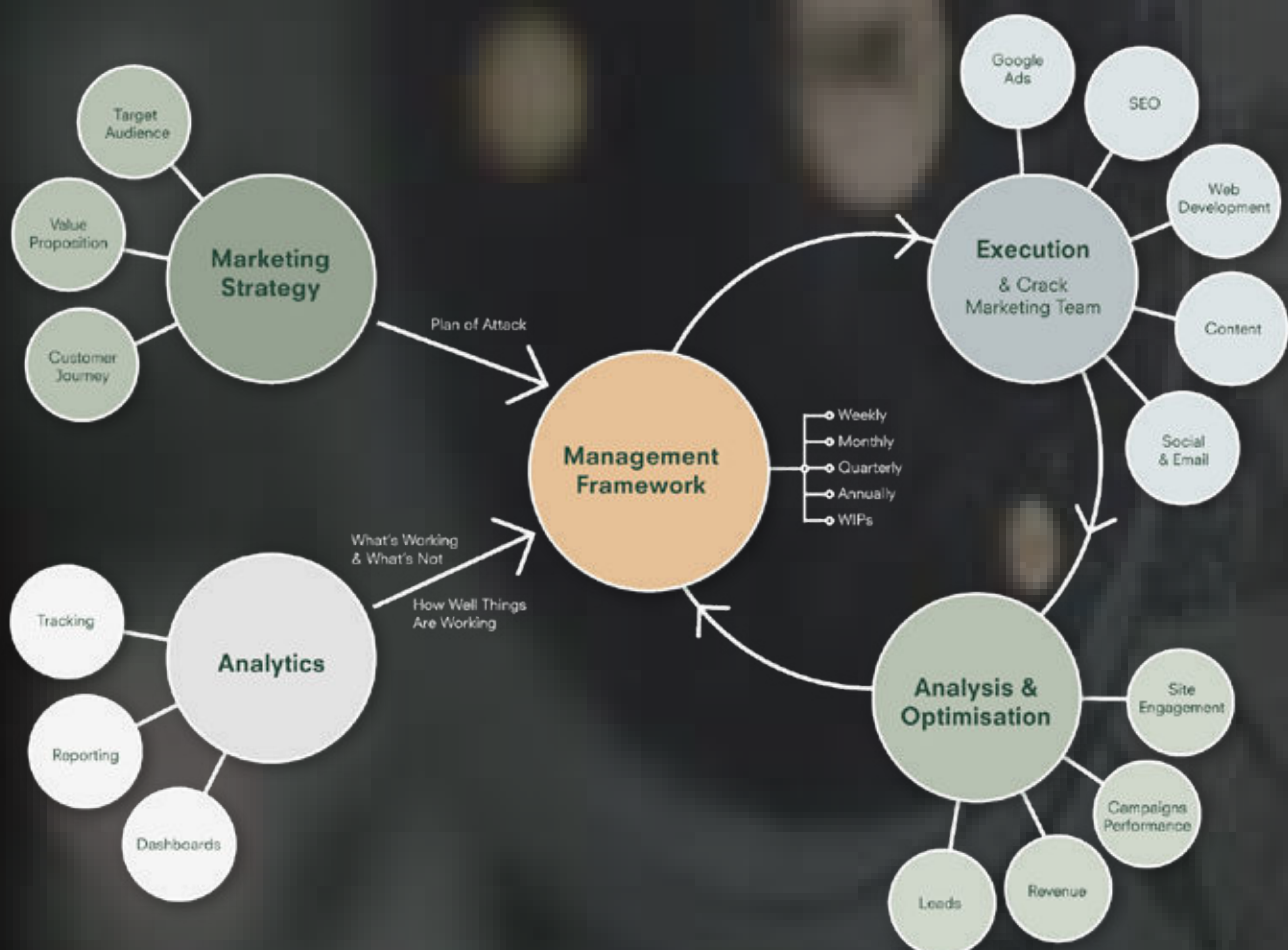 Target
Audience
Value
Proposition
Customer
Journey
Marketing
Strategy
Plan of Attack
Tracking
Reporting
Dashboards
Analytics
What's Working
& What's Not
How Well Things
Are Working
Management
Framework
Weekly
Monthly
Quarterly
Annually
WIPs
Google
Ads
SEO
Web
Development
Content
Social
& Email
Execution
& Crack
Marketing Team
Analysis &
Optimisation
Site
Engagement
Campaigns
Performance
Revenue
Leads